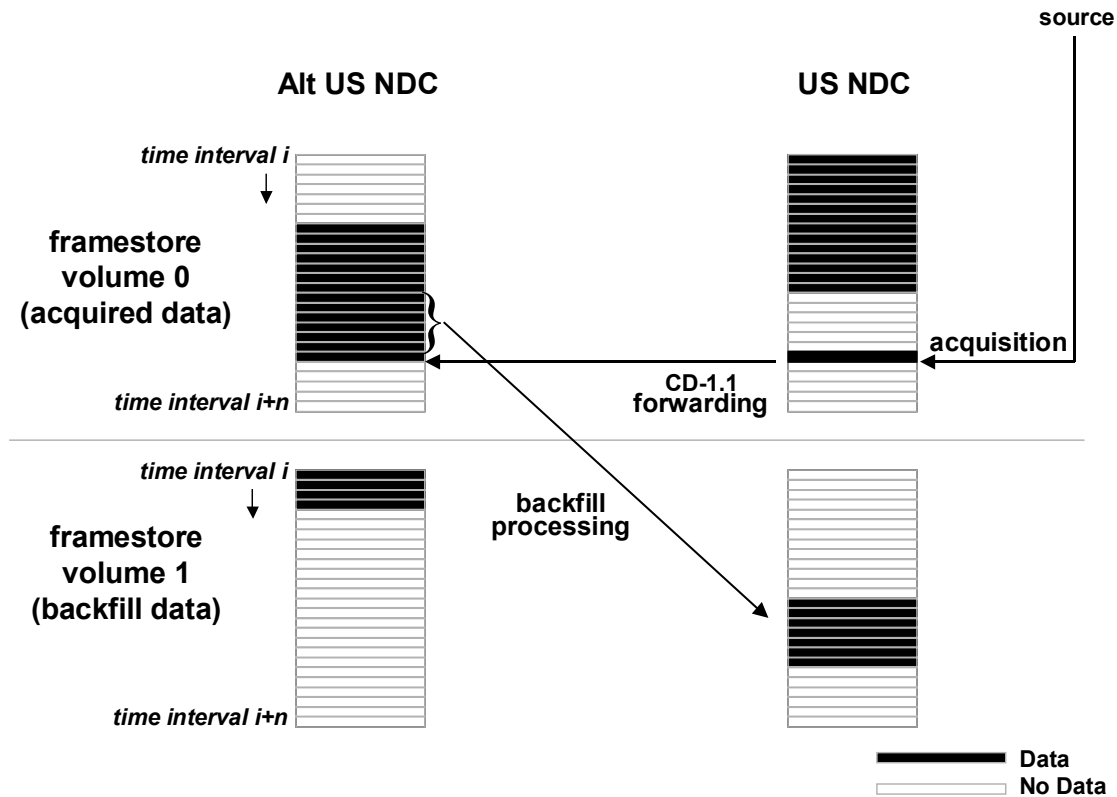 source
Alt US NDC
US NDC
time interval i
framestore
volume 0
(acquired data)
acquisition
CD-1.1
forwarding
time interval i+n
time interval i
backfill
processing
framestore
volume 1
(backfill data)
time interval i+n
Data
No Data